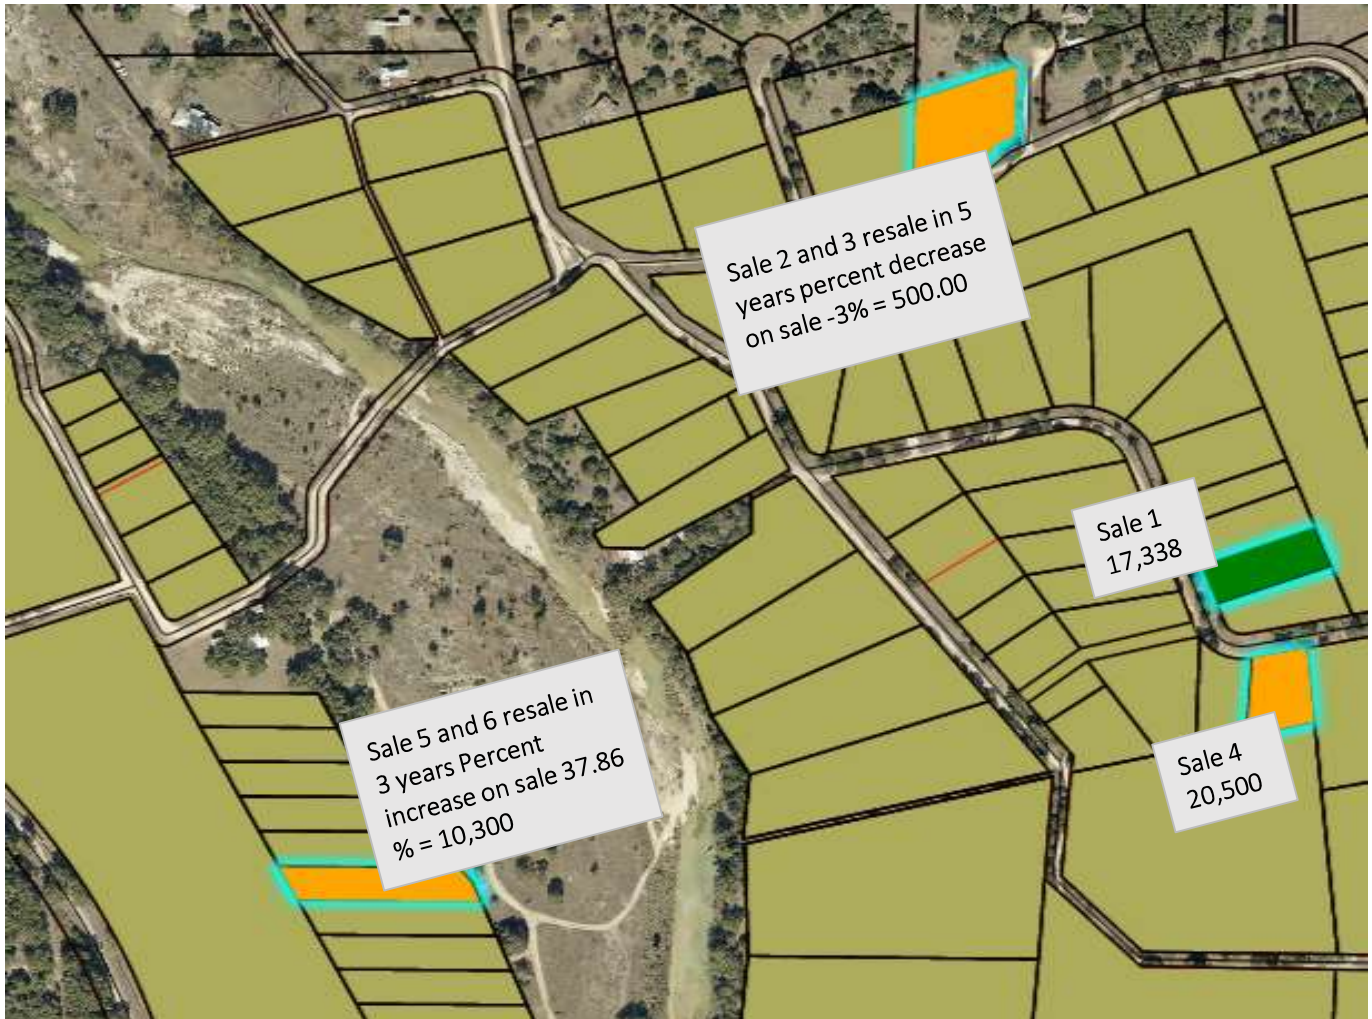 Sale 2 and 3 resale in 5
years percent decrease
on sale -3% = 500.00
Sale 1
17,338
Sale 5 and 6 resale in
3 years Percent
increase on sale 37.86
% = 10,300
Sale 4
20,500